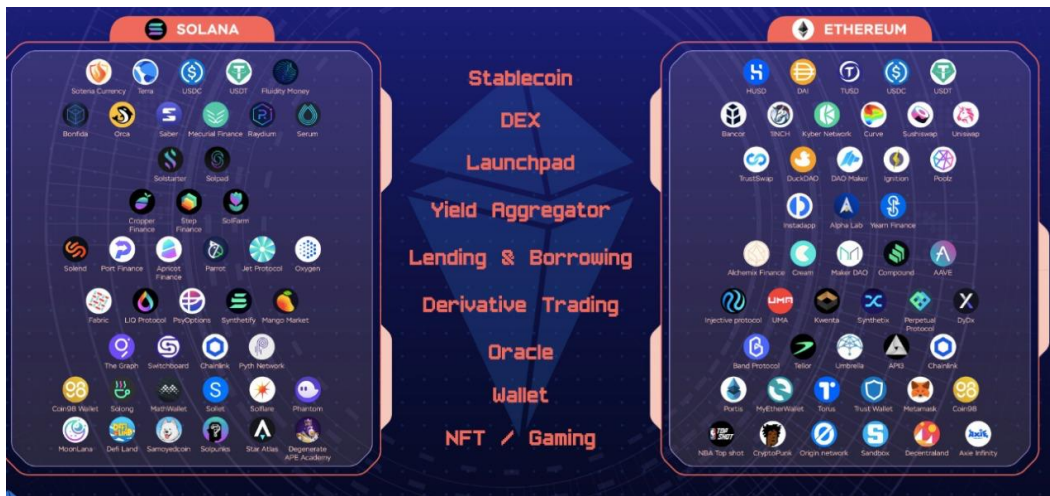 SOLANA
Soteria Currency Terra USDC USDT Fluidity Money
Bonfida Orca Saber Mecurial Finance Raydium Serum
Solstarter Solpad
Cropper Finance Step Finance SolFarm
Solend Port Finance Apricot Finance Parrot Jet Protocol Oxygen
Fabric LIQ Protocol PsyOptions Synthetify Mango Market
The Graph Switchboard Chainlink Pyth Network
Coin98 Wallet Solong MathWallet Sollet Solflare Phantom
MoonLana Defi Land Samoyedcoin Solpunks Star Atlas Degenerate APE Academy
Stablecoin
DEX
Launchpad
Yield Aggregator
Lending & Borrowing
Derivative Trading
Oracle
Wallet
NFT / Gaming
ETHEREUM
HUSD DAI TUSD USDC USDT
Bancor 1INCH Kyber Network Curve Sushiswap Uniswap
TrustSwap DuckDAO DAO Maker Ignition Poolz
Instadapp Alpha Lab Yearn Finance
Alchemix Finance Cream Maker DAO Compound AAVE
Injective protocol UMA Kwenta Synthetix Perpetual Protocol DyDx
Band Protocol Tellor Umbrella API3 Chainlink
Portis MyEtherWallet Torus Trust Wallet Metamask Coin98
NBA Top shot CryptoPunk Origin network Sandbox Decentraland Axie Infinity